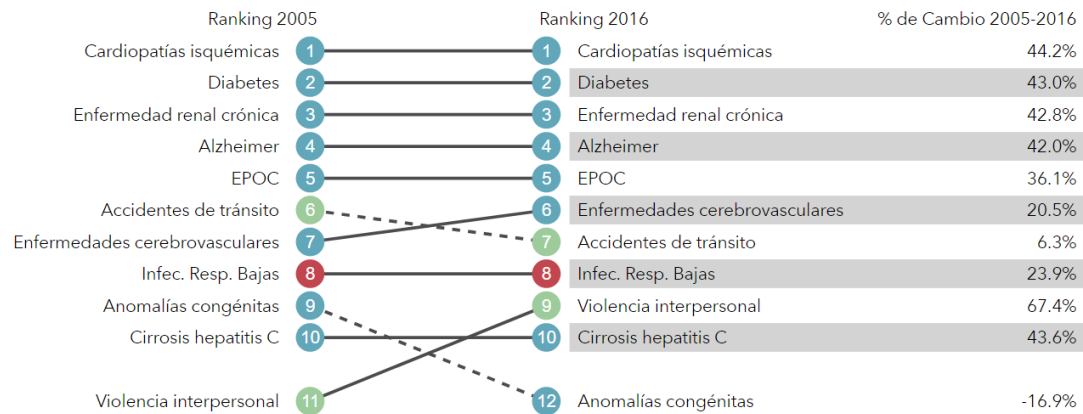 Ranking 2005 Ranking 2016 % de Cambio 2005-2016
Cardiopatías isquémicas 1 1 Cardiopatías isquémicas 44.2%
Diabetes 2 2 Diabetes 43.0%
Enfermedad renal crónica 3 3 Enfermedad renal crónica 42.8%
Alzheimer 4 4 Alzheimer 42.0%
EPOC 5 5 EPOC 36.1%
Accidentes de tránsito 6 6 Enfermedades cerebrovasculares 20.5%
Enfermedades cerebrovasculares 7 7 Accidentes de tránsito 6.3%
Infec. Resp. Bajas 8 8 Infec. Resp. Bajas 23.9%
Anomalías congénitas 9 9 Violencia interpersonal 67.4%
Cirrosis hepatitis C 10 10 Cirrosis hepatitis C 43.6%
Violencia interpersonal 11 12 Anomalías congénitas -16.9%